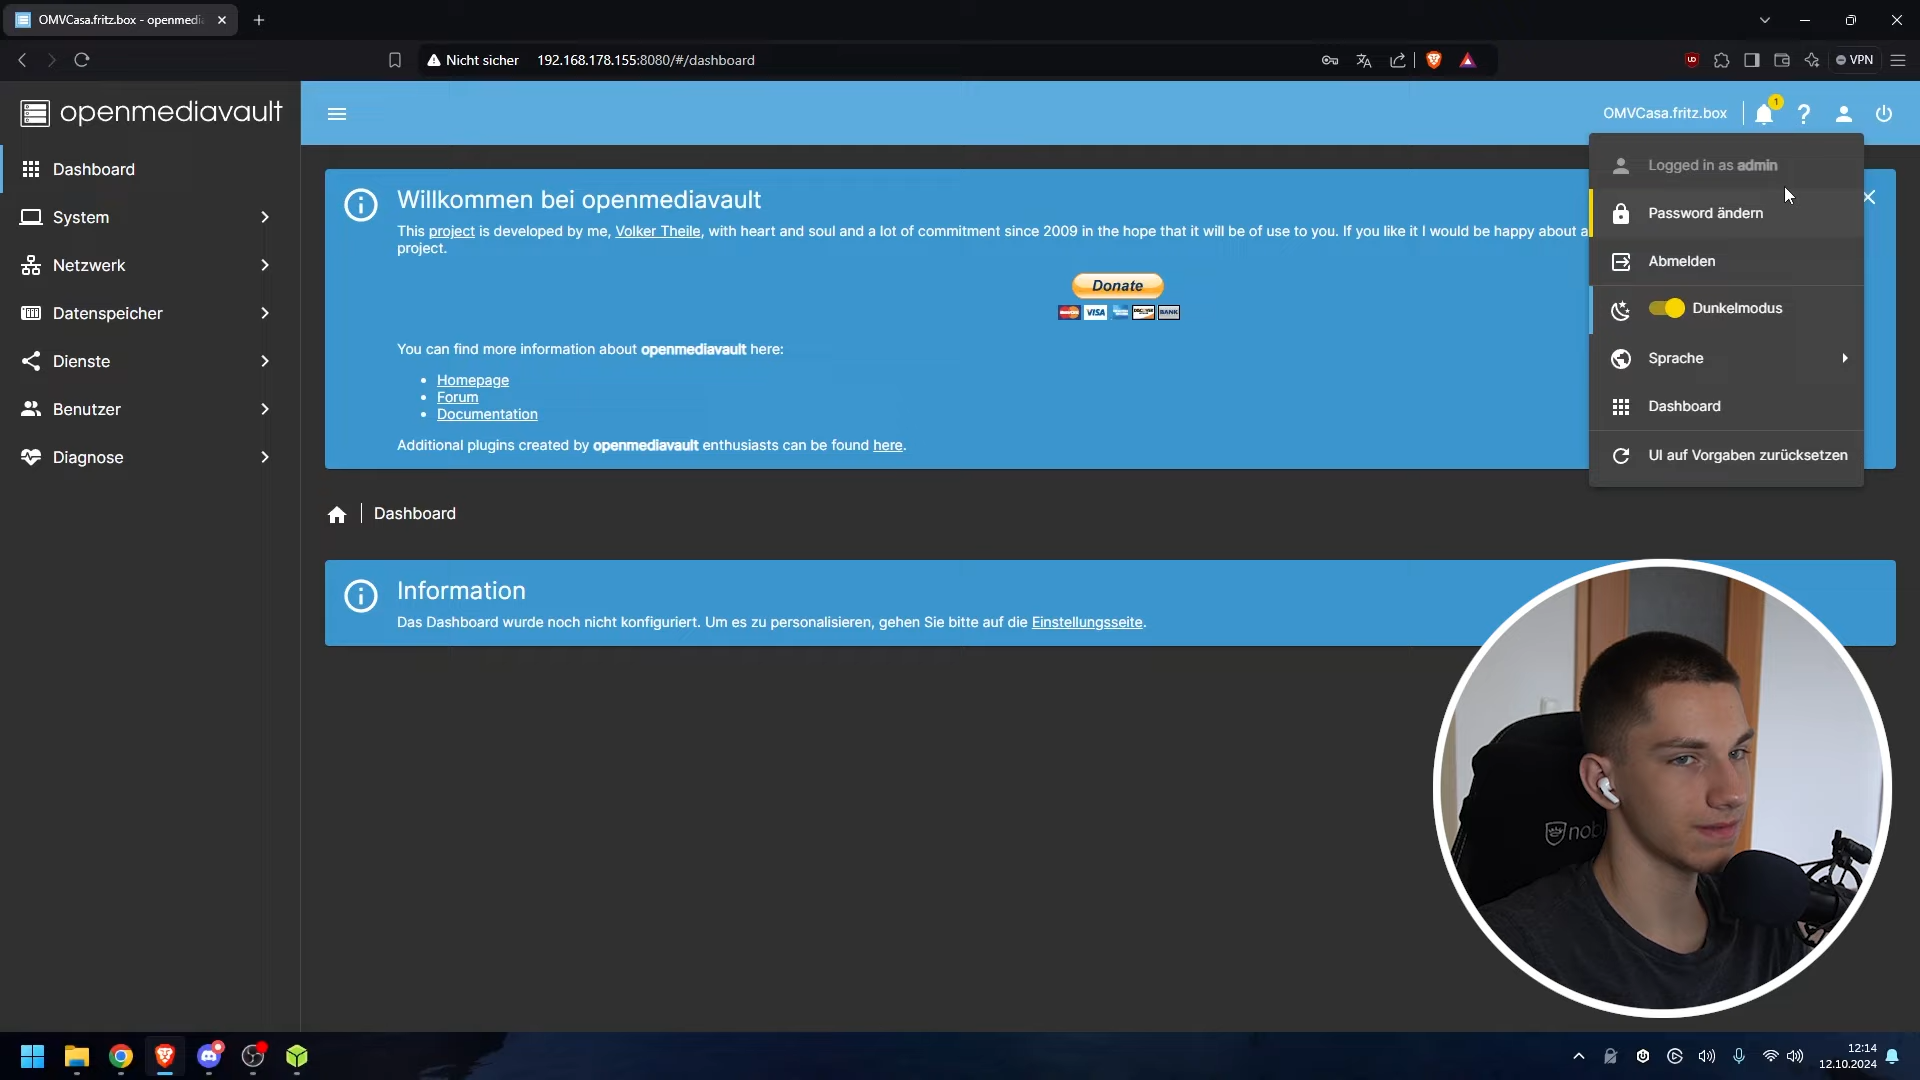 OMVCasa.fritz.box - openmedi
Nicht sicher
192.168.178.155:8080/#/dashboard
VPN
openmediavault
OMVCasa.fritz.box
1
Dashboard
System
Netzwerk
Datenspeicher
Dienste
Benutzer
Diagnose
Willkommen bei openmediavault
This project is developed by me, Volker Theile, with heart and soul and a lot of commitment since 2009 in the hope that it will be of use to you. If you like it I would be happy about a
project.
Donate
VISA
BANK
You can find more information about openmediavault here:
• Homepage
• Forum
• Documentation
Additional plugins created by openmediavault enthusiasts can be found here.
Logged in as admin
Password ändern
Abmelden
Dunkelmodus
Sprache
Dashboard
UI auf Vorgaben zurücksetzen
Dashboard
Information
Das Dashboard wurde noch nicht konfiguriert. Um es zu personalisieren, gehen Sie bitte auf die Einstellungsseite.
nobl
12:14
12.10.2024